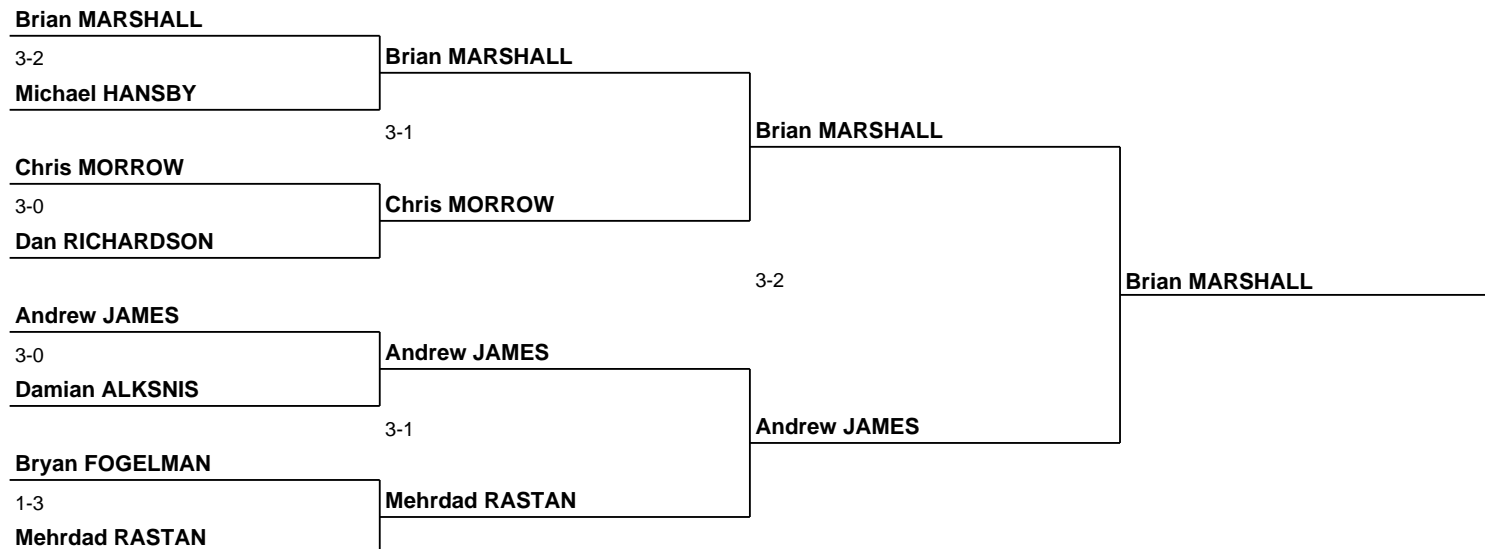 Brian MARSHALL
3-2
Brian MARSHALL
Michael HANSBY
3-1
Brian MARSHALL
Chris MORROW
3-0
Chris MORROW
Dan RICHARDSON
3-2
Brian MARSHALL
Andrew JAMES
3-0
Andrew JAMES
Damian ALKSNIS
3-1
Andrew JAMES
Bryan FOGELMAN
1-3
Mehrdad RASTAN
Mehrdad RASTAN